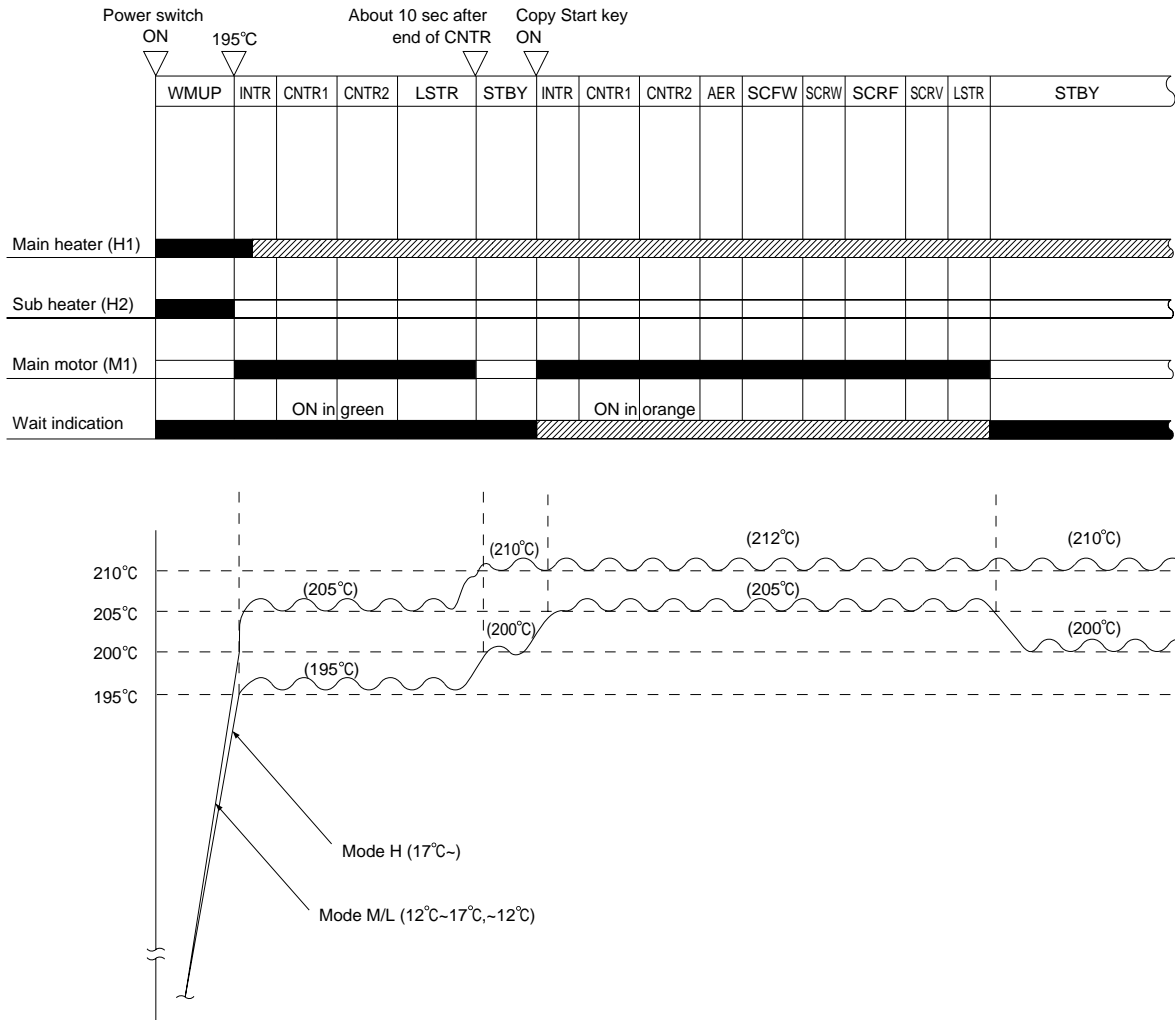 Power switch
ON
195℃
About 10 sec after
end of CNTR
Copy Start key
ON
WMUP INTR CNTR1 CNTR2 LSTR STBY INTR CNTR1 CNTR2 AER SCFW SCRW SCRF SCRV LSTR STBY
Main heater (H1)
Sub heater (H2)
Main motor (M1)
ON in green ON in orange
Wait indication
(210℃) (212℃) (210℃)
210℃
(205℃) (205℃)
205℃
(200℃) (200℃)
200℃
(195℃)
195℃
Mode H (17℃~)
Mode M/L (12℃~17℃,~12℃)